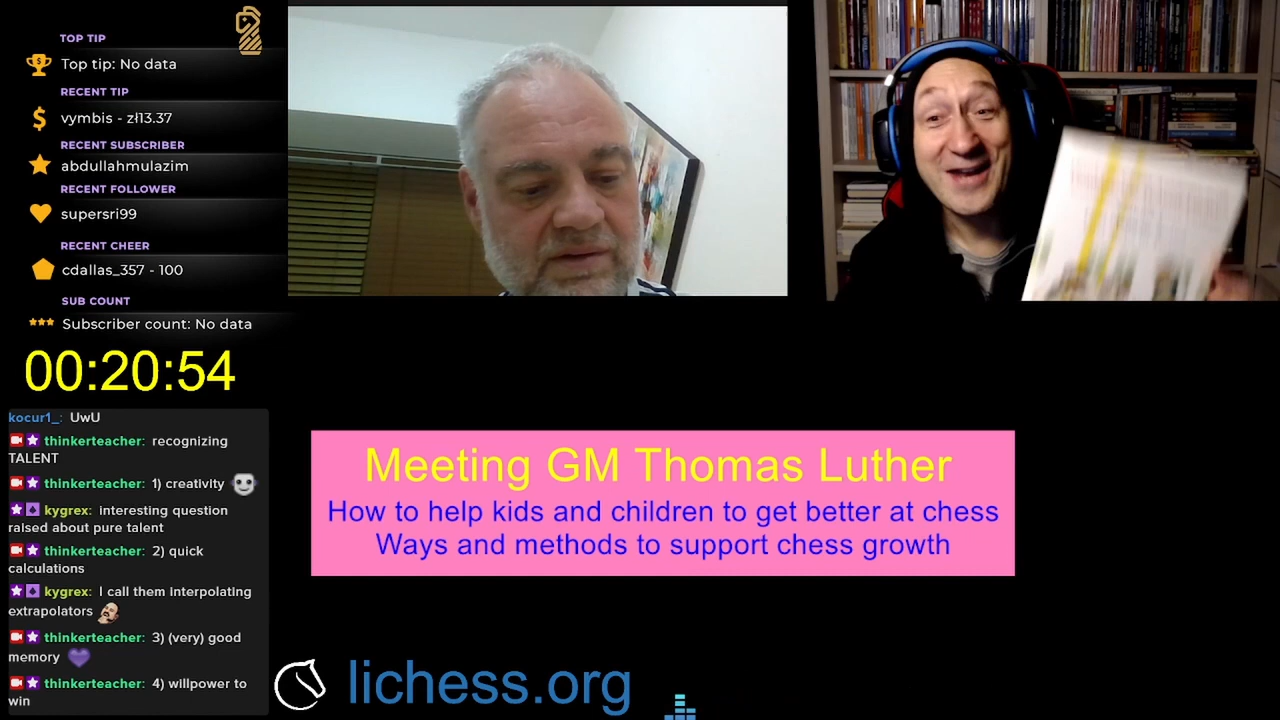 TOP TIP
Top tip: No data
RECENT TIP
vymbis - zł13.37
RECENT SUBSCRIBER
abdullahmulazim
RECENT FOLLOWER
supersri99
RECENT CHEER
cdallas_357 - 100
SUB COUNT
Subscriber count: No data
00:20:54
kocur1_: UwU
thinkerteacher: recognizing
TALENT
thinkerteacher: 1) creativity
kygrex: interesting question
raised about pure talent
thinkerteacher: 2) quick
calculations
kygrex: I call them interpolating
extrapolators
thinkerteacher: 3) (very) good
memory
thinkerteacher: 4) willpower to
win
Meeting GM Thomas Luther
How to help kids and children to get better at chess
Ways and methods to support chess growth
lichess.org